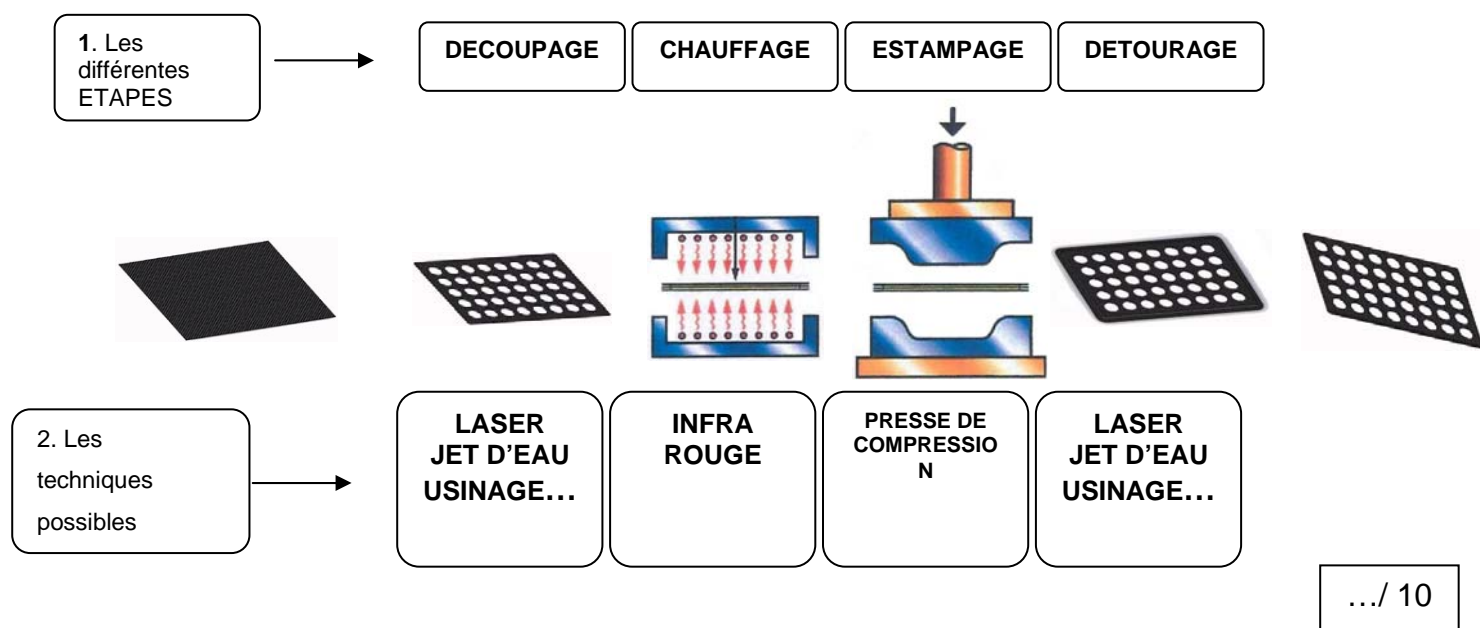 1. Les
différentes
ETAPES
DECOUPAGE
CHAUFFAGE
ESTAMPAGE
DETOURAGE
2. Les
techniques
possibles
LASER
JET D’EAU
USINAGE…
INFRA
ROUGE
PRESSE DE
COMPRESSIO
N
LASER
JET D’EAU
USINAGE…
…/ 10